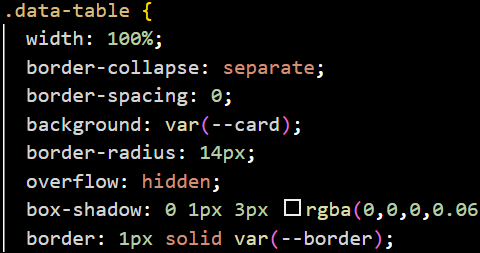 .data-table {
width: 100%;
border-collapse: separate;
border-spacing: 0;
background: var(--card);
border-radius: 14px;
overflow: hidden;
box-shadow: 0 1px 3px rgba(0,0,0,0.06
border: 1px solid var(--border);